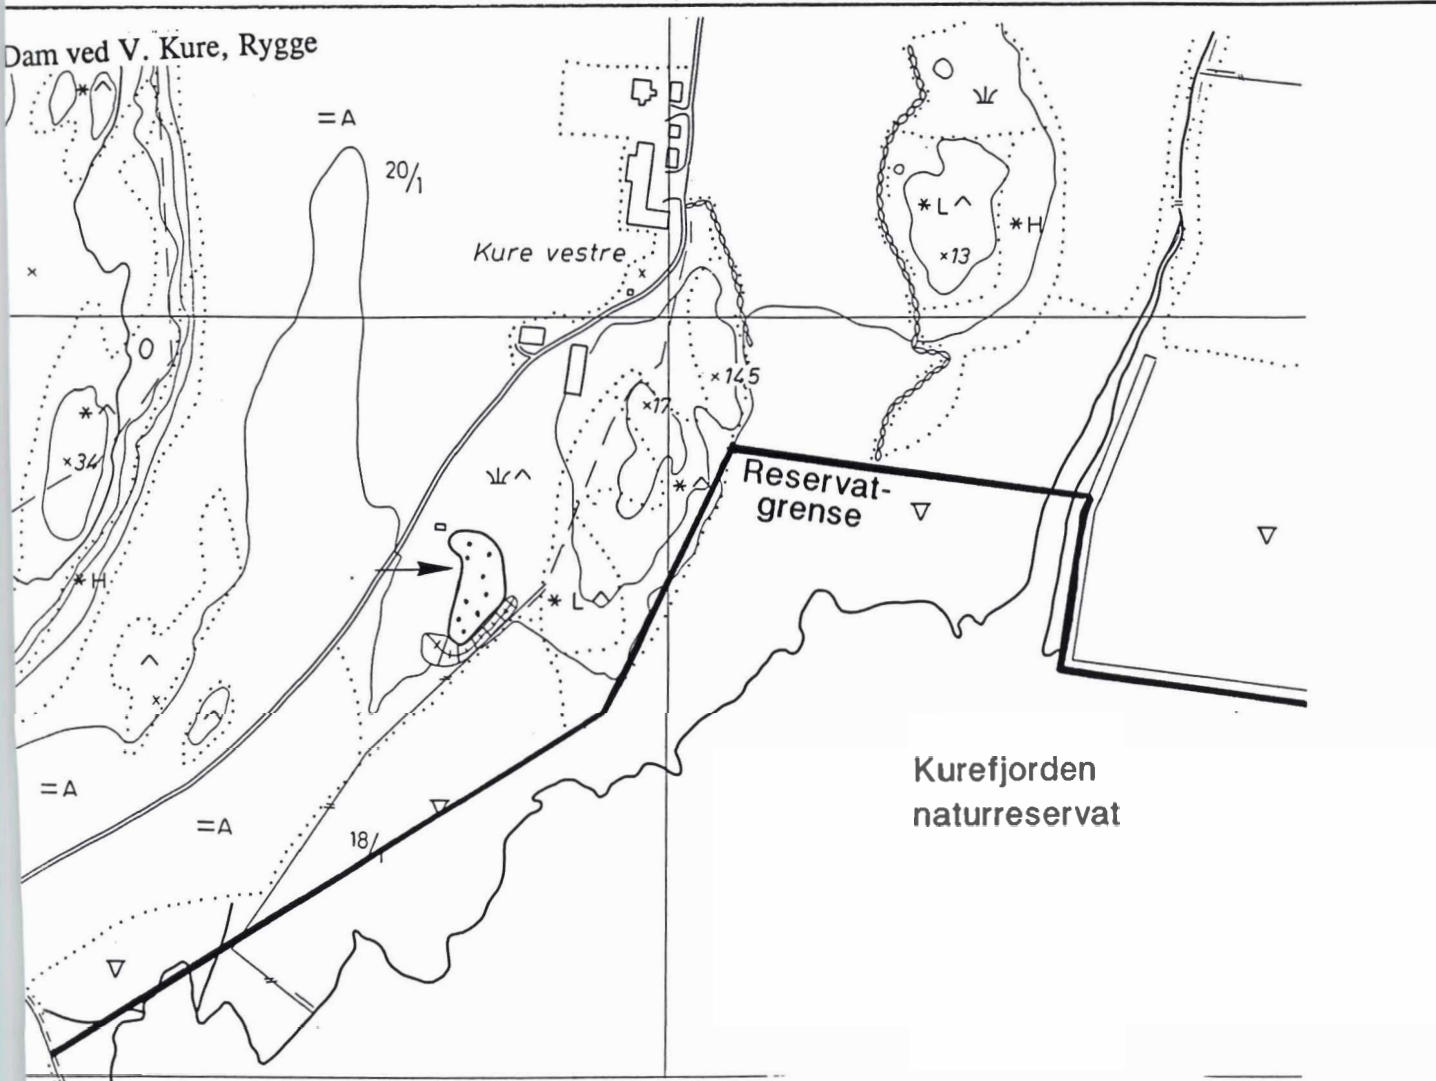 Dam ved V. Kure, Rygge
=A
20/1
L
H
×13
Kure vestre
×14.5
×17
×34
Reservat-
grense
H
L
=A
=A
18/1
Kurefjorden
naturreservat